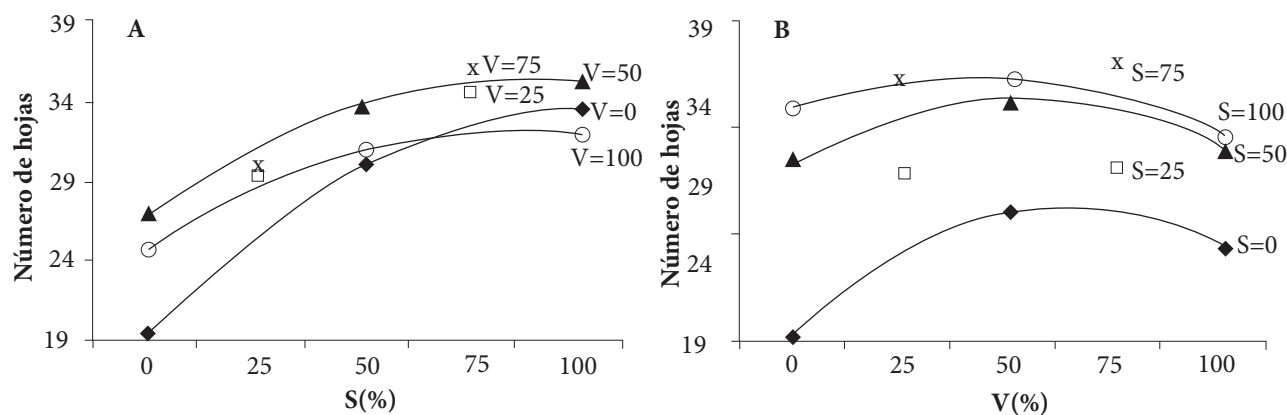 A
Número de hojas
39
34
29
24
19
x V=75
V=50
V=25
V=0
V=100
x
0 25 50 75 100
S(%)
B
Número de hojas
39
34
29
24
19
x
x
S=75
S=100
S=50
S=25
S=0
0 25 50 75 100
V(%)